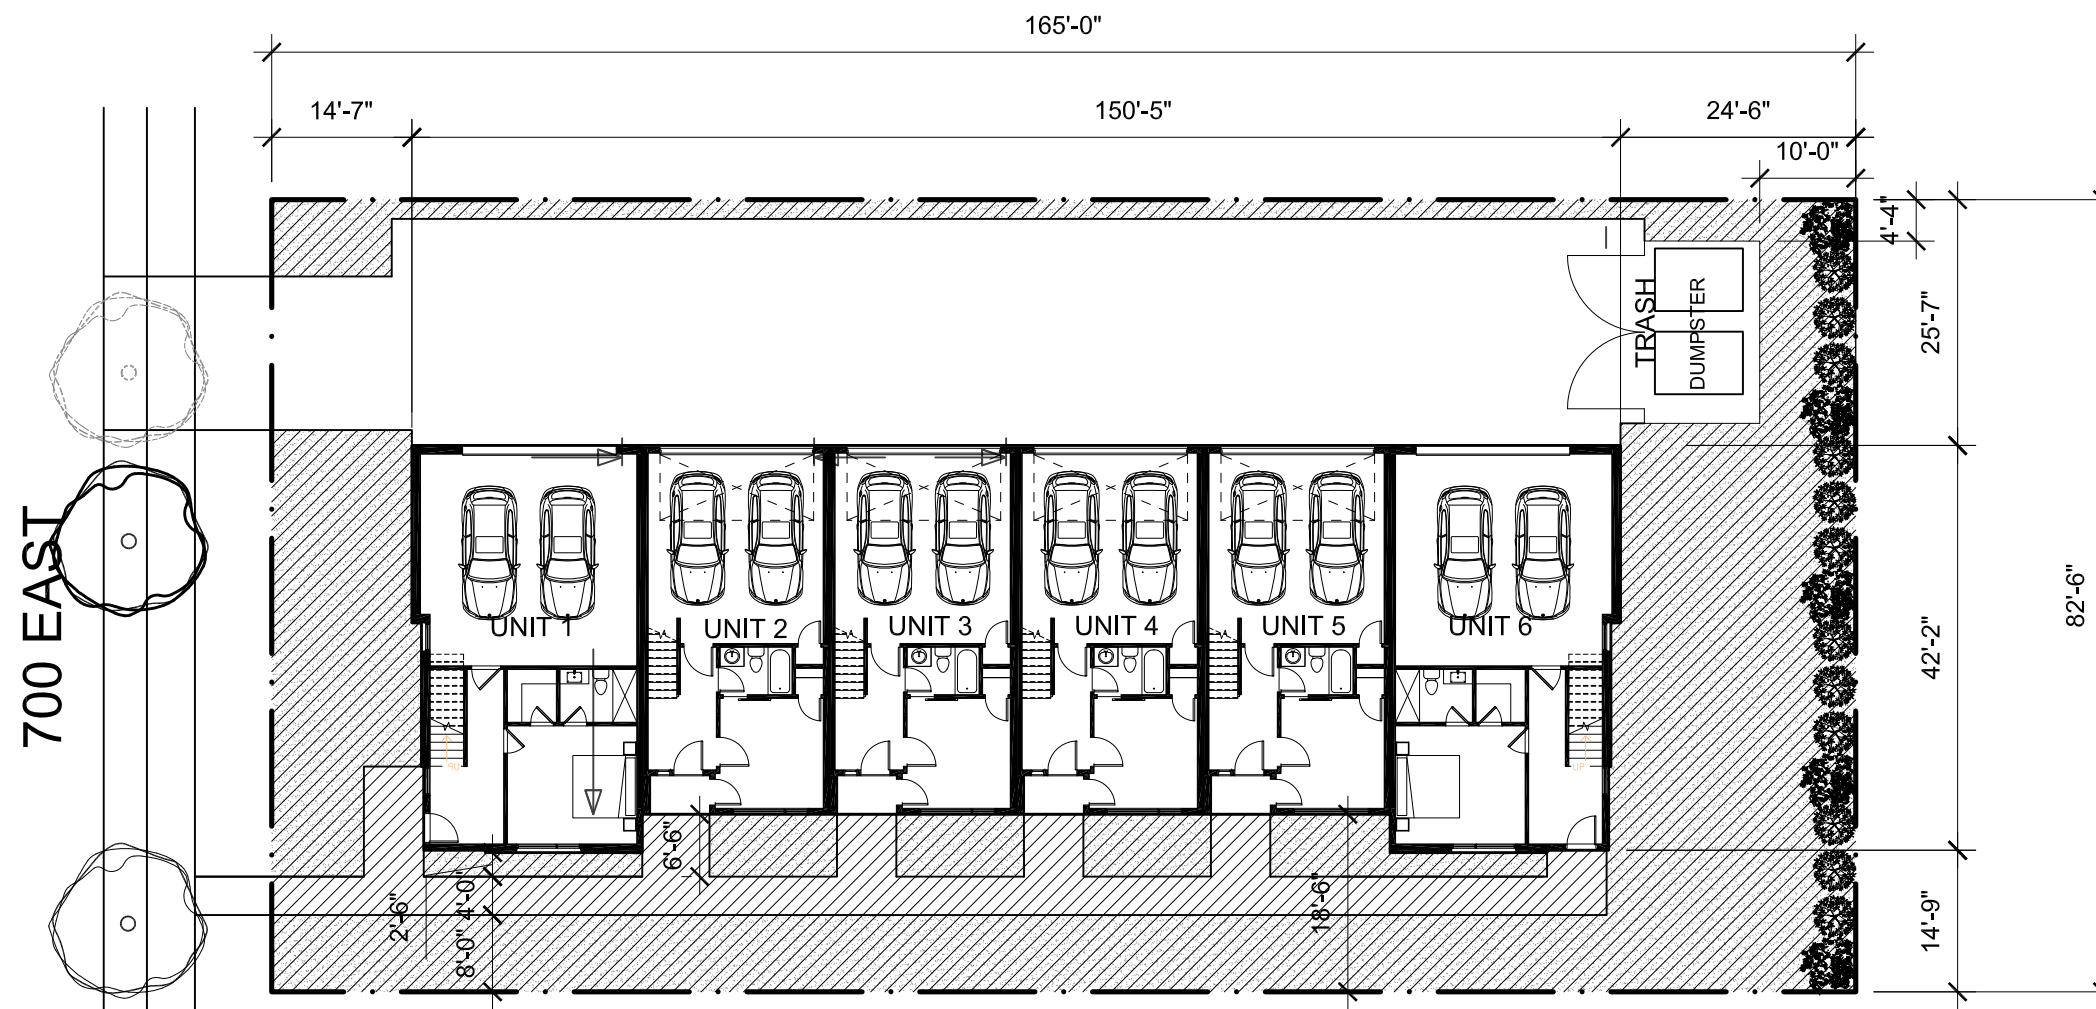 165'-0"
14'-7"
150'-5"
24'-6"
10'-0"
4'-4"
25'-7"
TRASH
DUMPSTER
700 EAST
82'-6"
UNIT 1
UNIT 2
UNIT 3
UNIT 4
UNIT 5
UNIT 6
42'-2"
UP
UP
6'-6"
2'-6"
4'-0"
8'-0"
18'-6"
14'-9"